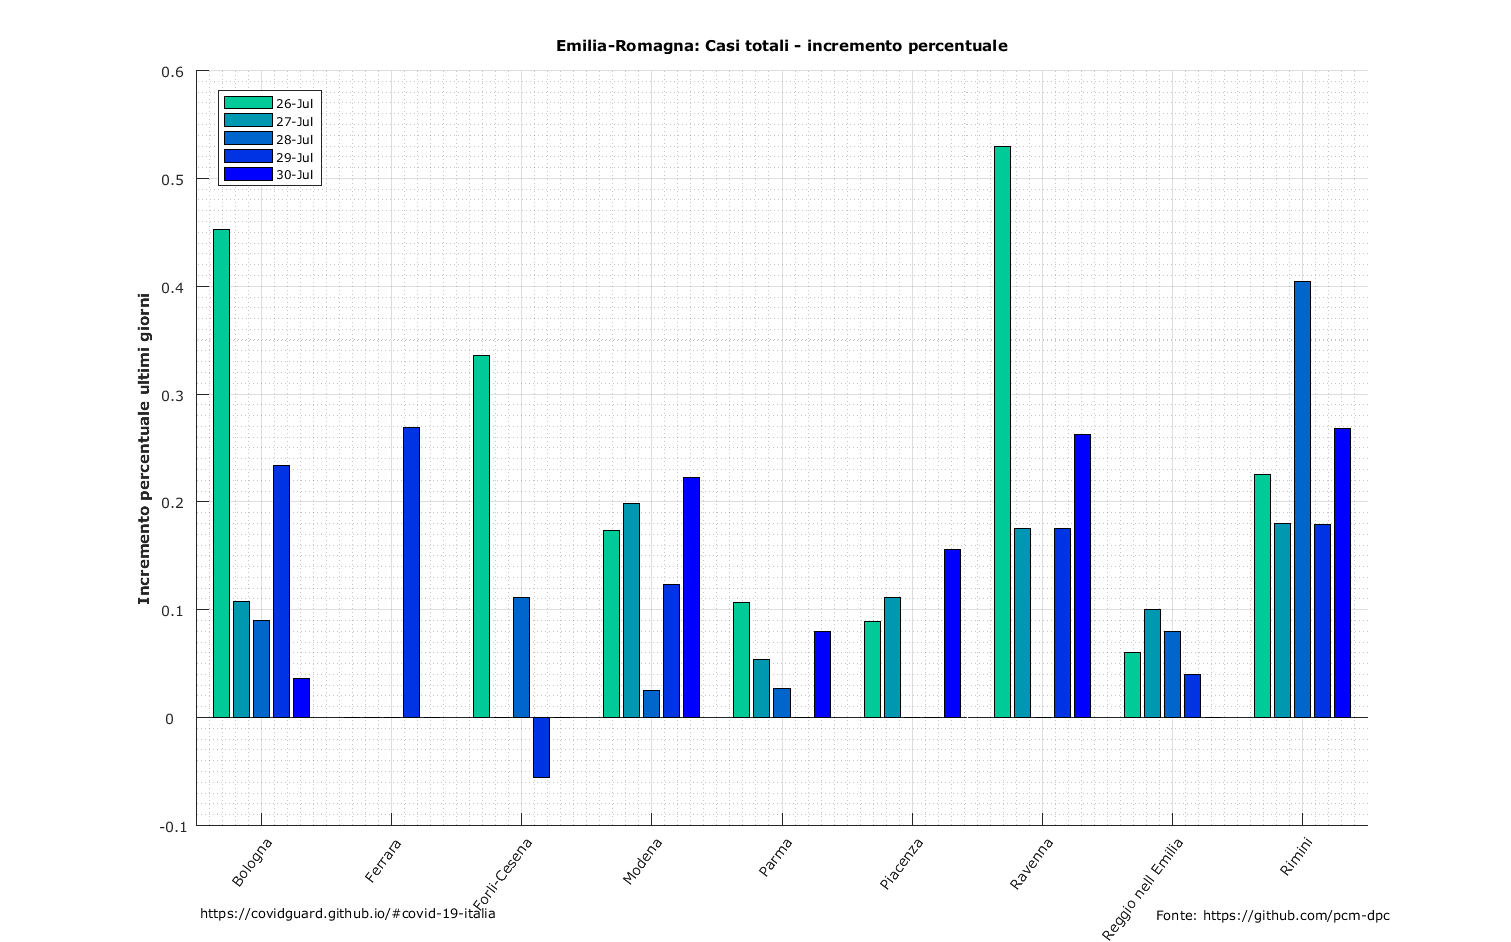 Emilia-Romagna: Casi totali - incremento percentuale
0.6
0.5
0.4
0.3
0.2
0.1
0
-0.1
Incremento percentuale ultimi giorni
26-Jul
27-Jul
28-Jul
29-Jul
30-Jul
Bologna
Ferrara
Forlì-Cesena
Modena
Parma
Piacenza
Ravenna
Reggio nell Emilia
Rimini
https://covidguard.github.io/#covid-19-italia
Fonte: https://github.com/pcm-dpc